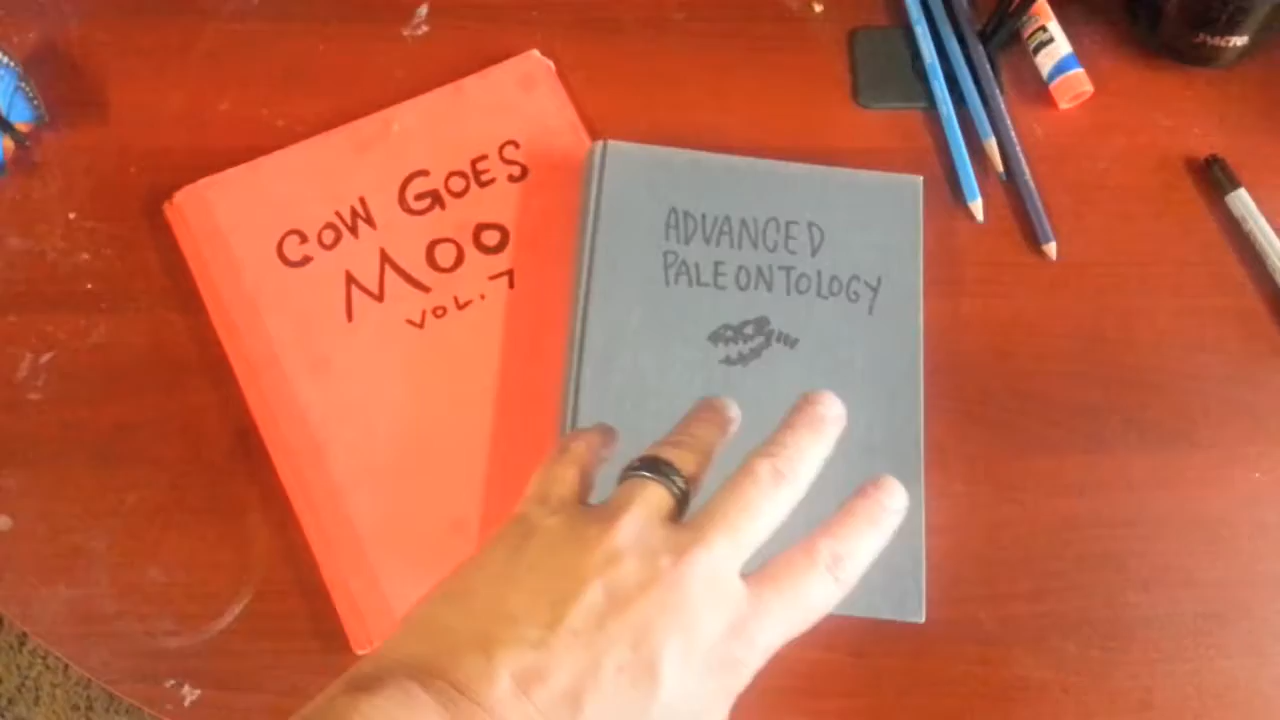 COW GOES
MOO
VOL. 7
ADVANCED
PALEONTOLOGY